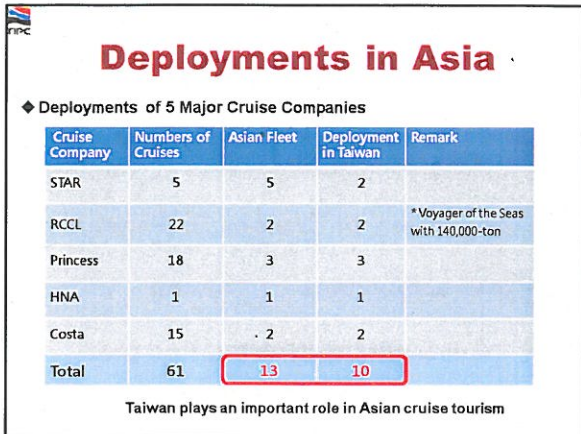 TIPC
Deployments in Asia
❖ Deployments of 5 Major Cruise Companies
Cruise Company Numbers of Cruises Asian Fleet Deployment in Taiwan Remark
STAR 5 5 2
RCCL 22 2 2 *Voyager of the Seas with 140,000-ton
Princess 18 3 3
HNA 1 1 1
Costa 15 2 2
Total 61 13 10
Taiwan plays an important role in Asian cruise tourism